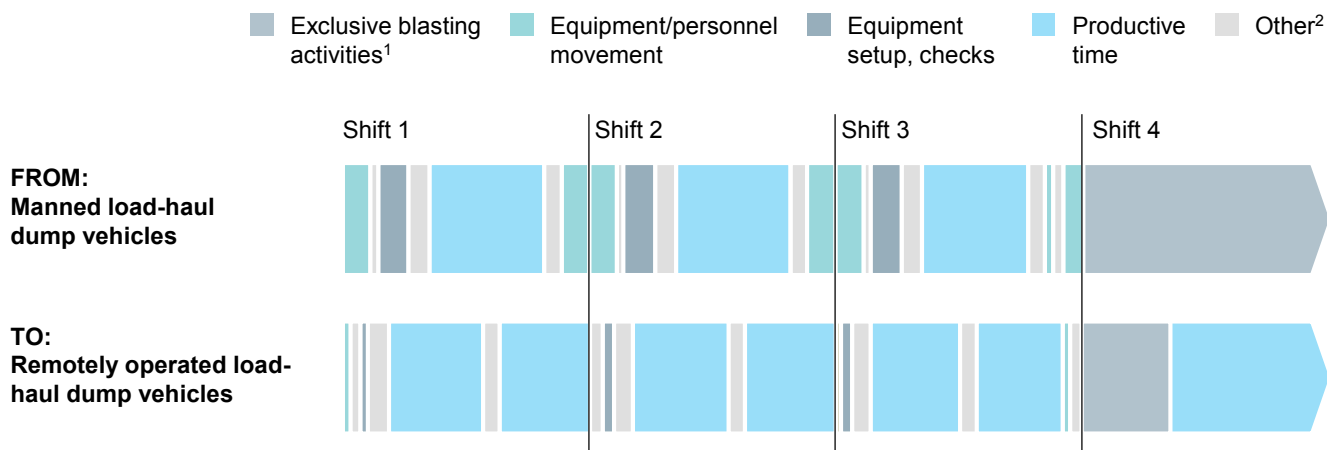 Exclusive blasting
activities¹
Equipment/personnel
movement
Equipment
setup, checks
Productive
time
Other²
Shift 1
Shift 2
Shift 3
Shift 4
FROM:
Manned load-haul
dump vehicles
TO:
Remotely operated load-
haul dump vehicles